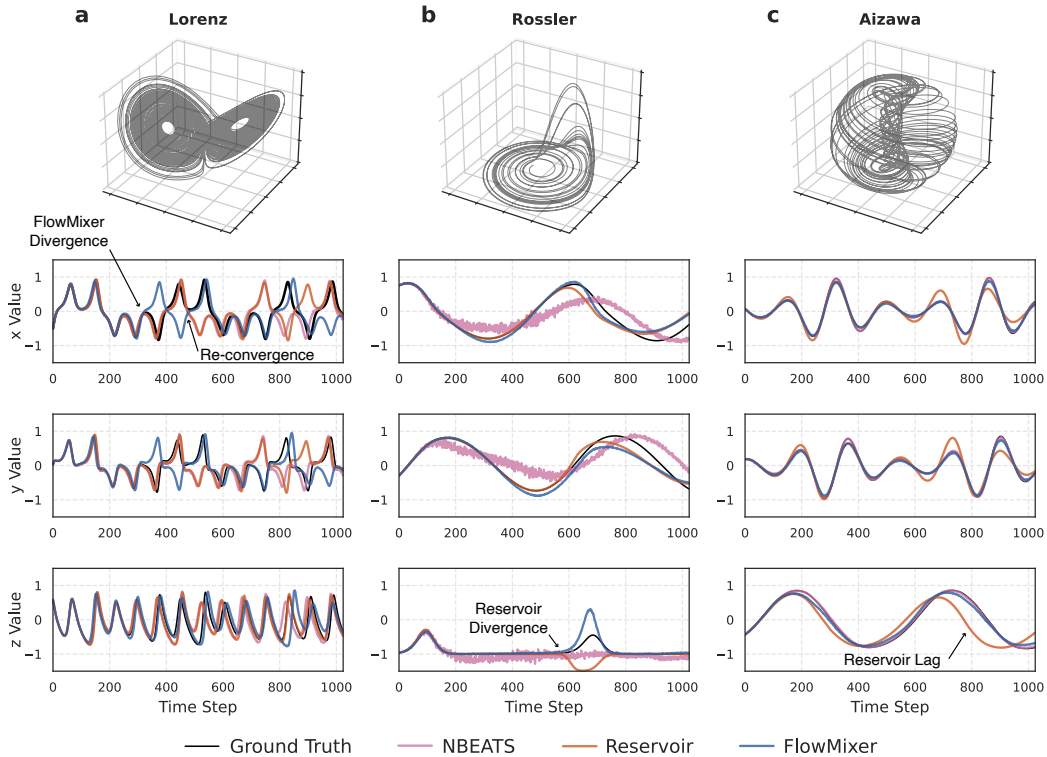 a Lorenz b Rossler c Aizawa
FlowMixer
Divergence
x Value
1
0
−1
Re-convergence
0 200 400 600 800 1000
1
0
−1
0 200 400 600 800 1000
1
0
−1
0 200 400 600 800 1000
y Value
1
0
−1
0 200 400 600 800 1000
1
0
−1
0 200 400 600 800 1000
1
0
−1
0 200 400 600 800 1000
z Value
1
0
−1
0 200 400 600 800 1000
Time Step
1
0
−1
Reservoir
Divergence
0 200 400 600 800 1000
Time Step
1
0
−1
Reservoir Lag
0 200 400 600 800 1000
Time Step
Ground Truth NBEATS Reservoir FlowMixer